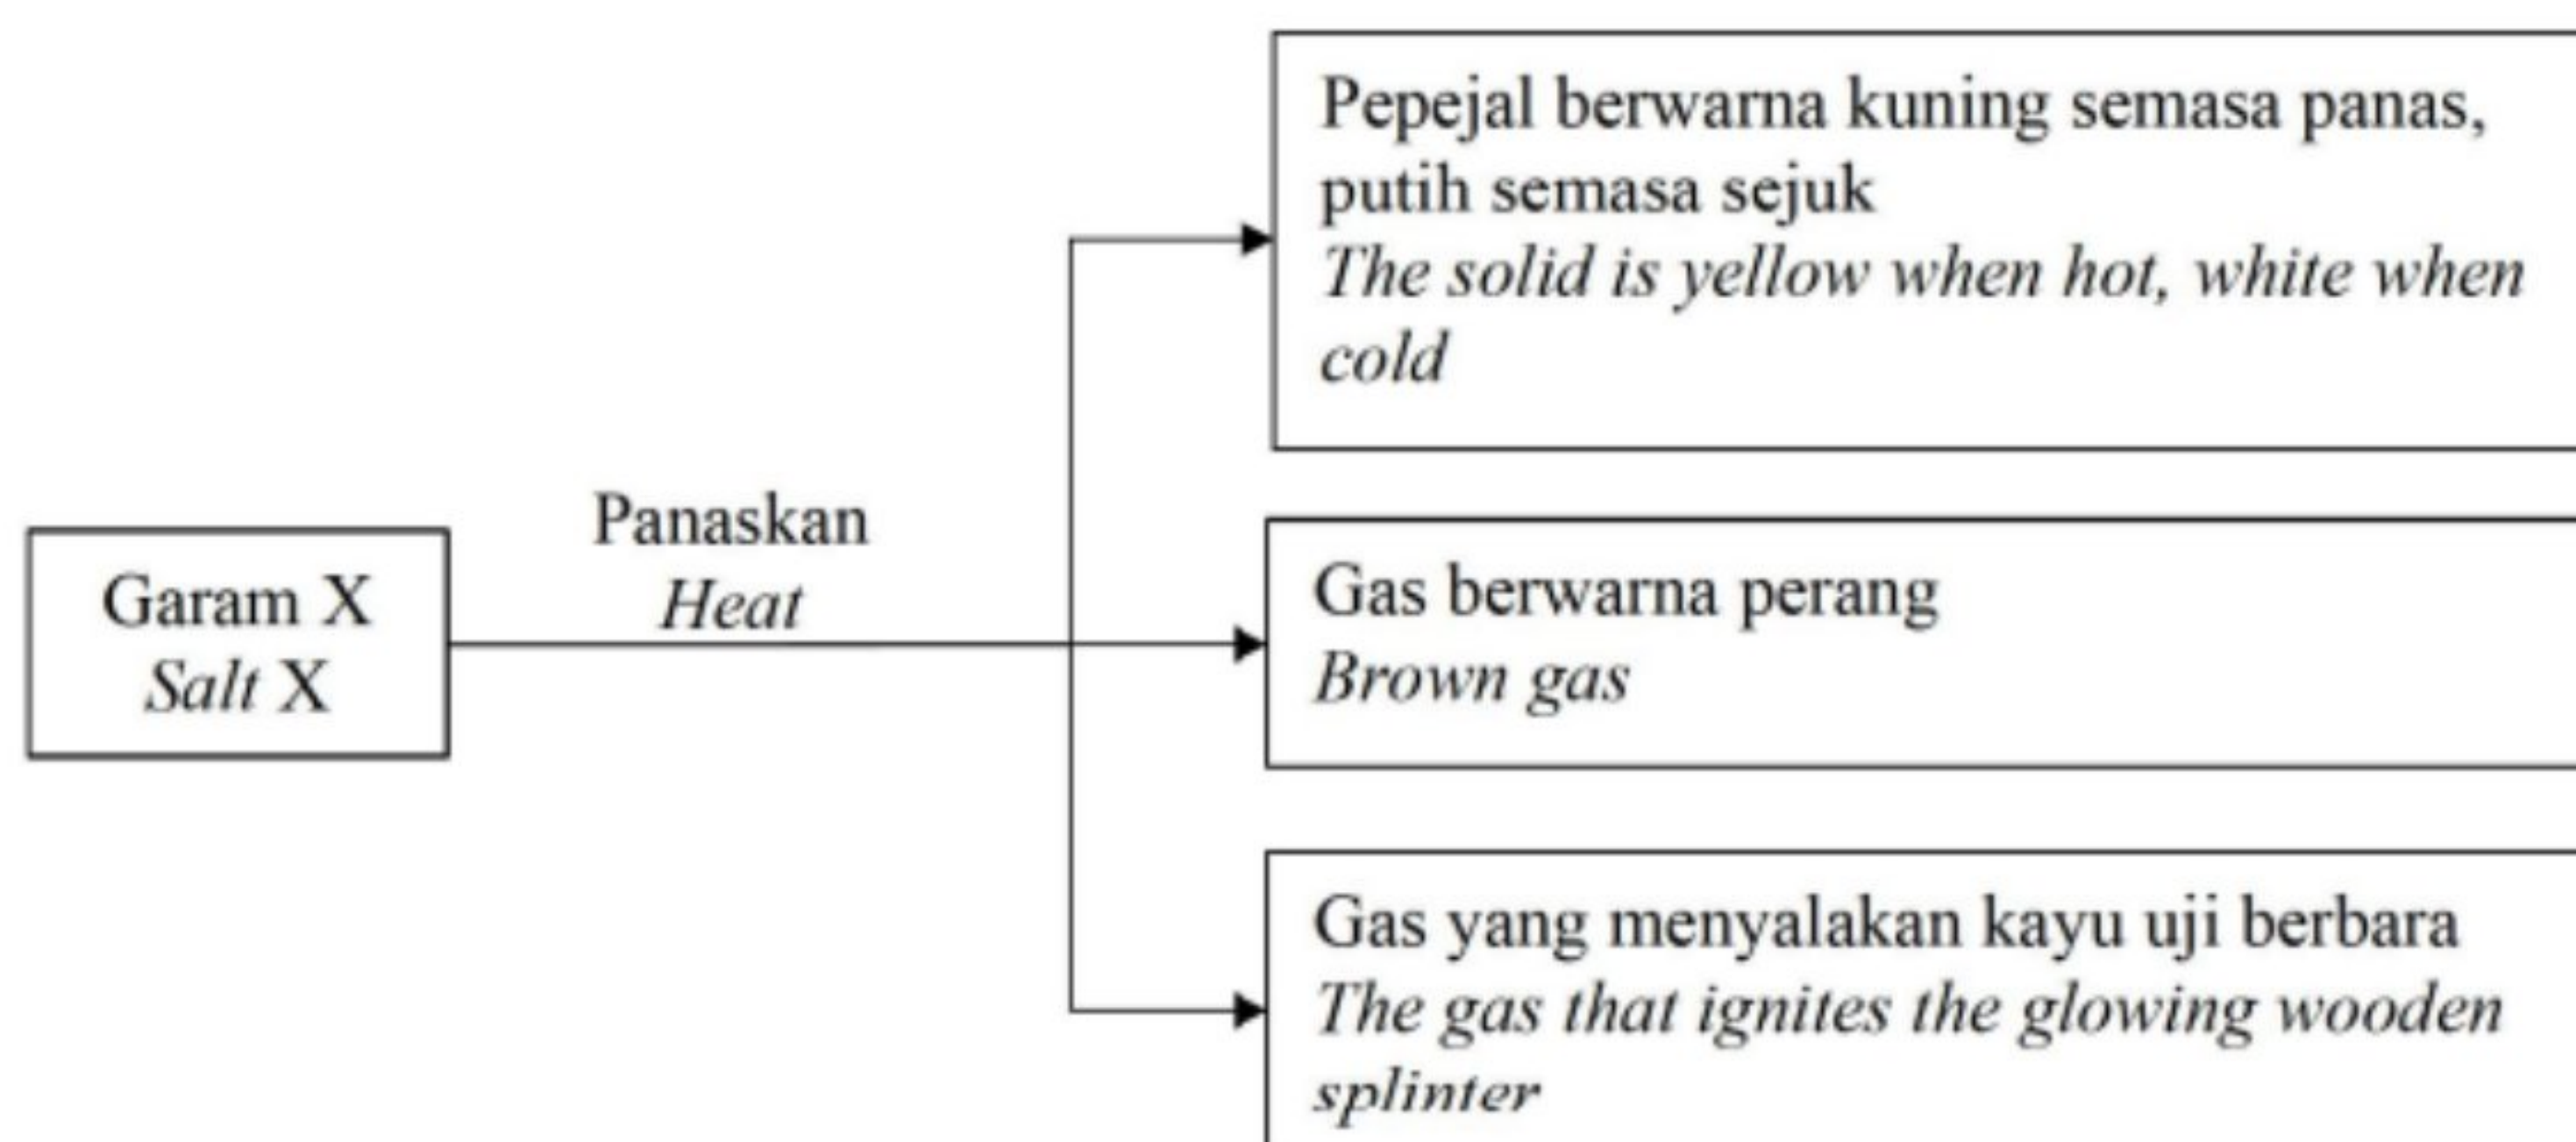 Pepejal berwarna kuning semasa panas,
putih semasa sejuk
The solid is yellow when hot, white when
cold
Panaskan
Heat
Garam X
Salt X
Gas berwarna perang
Brown gas
Gas yang menyalakan kayu uji berbara
The gas that ignites the glowing wooden
splinter